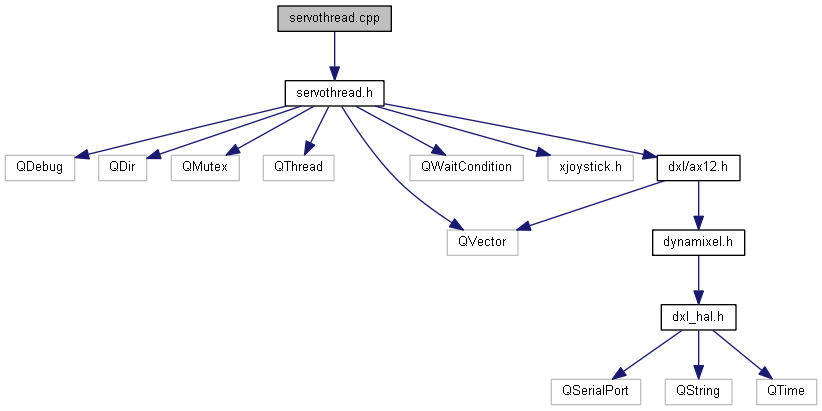 servothread.cpp
servothread.h
QDebug
QDir
QMutex
QThread
QWaitCondition
xjoystick.h
dxl/ax12.h
QVector
dynamixel.h
dxl_hal.h
QSerialPort
QString
QTime